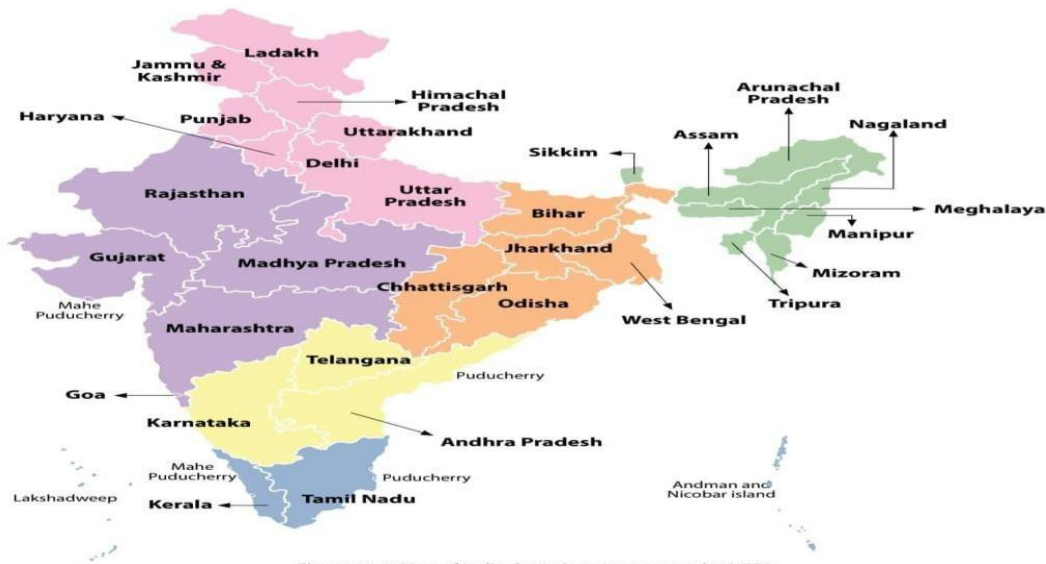 Ladakh
Jammu &
Kashmir
Himachal
Pradesh
Haryana
Punjab
Uttarakhand
Delhi
Arunachal
Pradesh
Nagaland
Assam
Sikkim
Rajasthan
Uttar
Pradesh
Bihar
Meghalaya
Manipur
Gujarat
Madhya Pradesh
Jharkhand
Mizoram
Chhattisgarh
Tripura
Mahe
Puducherry
Odisha
West Bengal
Maharashtra
Telangana
Puducherry
Goa
Karnataka
Andhra Pradesh
Mahe
Puducherry
Puducherry
Lakshadweep
Kerala
Tamil Nadu
Andman and
Nicobar island